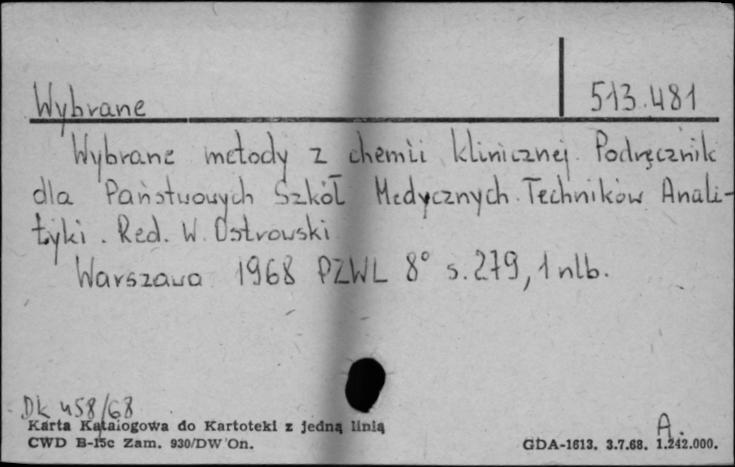 Wybrane 513.481
Wybrane metody z chemii klinicznej. Podręcznik
dla Państwowych Szkół Medycznych Techników Anali-
tyki. Red. W. Ostrowski
Warszawa 1968 PZWL 8° s. 279, 1 nlb.
Dk 458/68
Karta Katalogowa do Kartoteki z jedną linią
A.
CWD B-15c Zam. 930/DW On. GDA-1613. 3.7.68. 1.242.000.